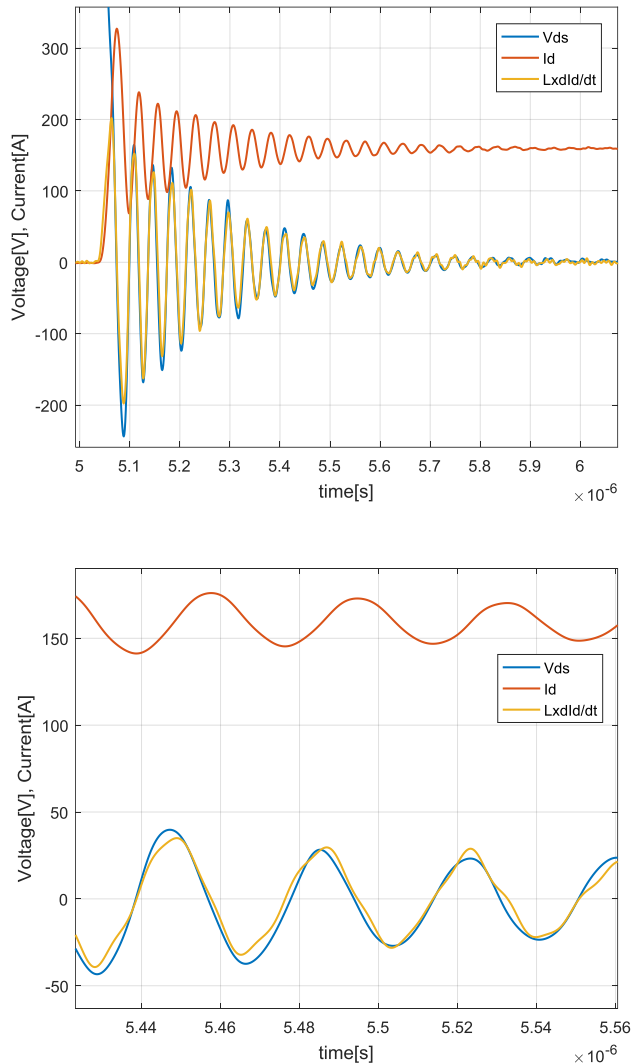 Vds
Id
LxdId/dt
300
200
100
0
-100
-200
Voltage[V], Current[A]
5 5.1 5.2 5.3 5.4 5.5 5.6 5.7 5.8 5.9 6
time[s]
×10⁻⁶
150
100
50
0
-50
Voltage[V], Current[A]
Vds
Id
LxdId/dt
5.44 5.46 5.48 5.5 5.52 5.54 5.56
time[s]
×10⁻⁶